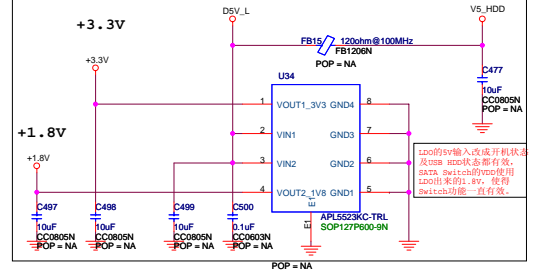 D5V_L
V5_HDD
+3.3V
FB15 120ohm@100MHz
FB1206N
POP = NA
+3.3V
U34
C477
10uF
CC0805N
POP = NA
1 VOUT1_3V3 GND4 8
2 VIN1 GND3 7
3 VIN2 GND2 6
4 VOUT2_1V8 GND1 5
+1.8V
+1.8V
LDO的5V输入改成开机状态
及USB HDD状态都有效,
SATA Switch的VDD使用
LDO出来的1.8V, 使得
Switch功能一直有效。
C497
10uF
CC0805N
POP = NA
C498
10uF
CC0805N
POP = NA
C499
10uF
CC0805N
POP = NA
C500
0.1uF
CC0603N
POP = NA
E1
E1
APL5523KC-TRL
SOP127P600-9N
POP = NA